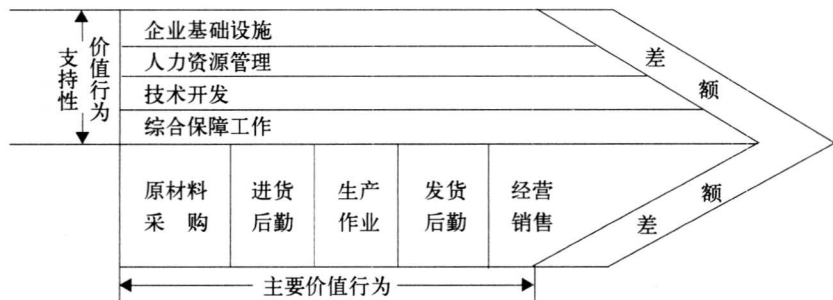 企业基础设施
人力资源管理
技术开发
综合保障工作
支持性
价值行为
原材料
采 购
进货
后勤
生产
作业
发货
后勤
经营
销售
差 额
差 额
主要价值行为